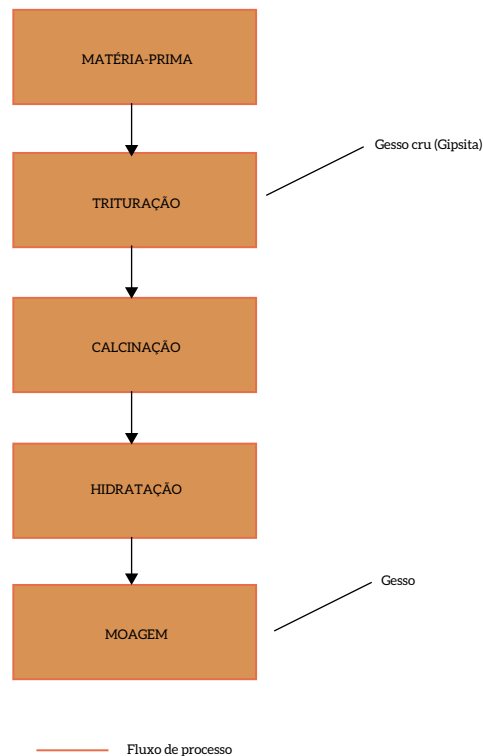 MATÉRIA-PRIMA
Gesso cru (Gipsita)
TRITURAÇÃO
CALCINAÇÃO
HIDRATAÇÃO
Gesso
MOAGEM
Fluxo de processo